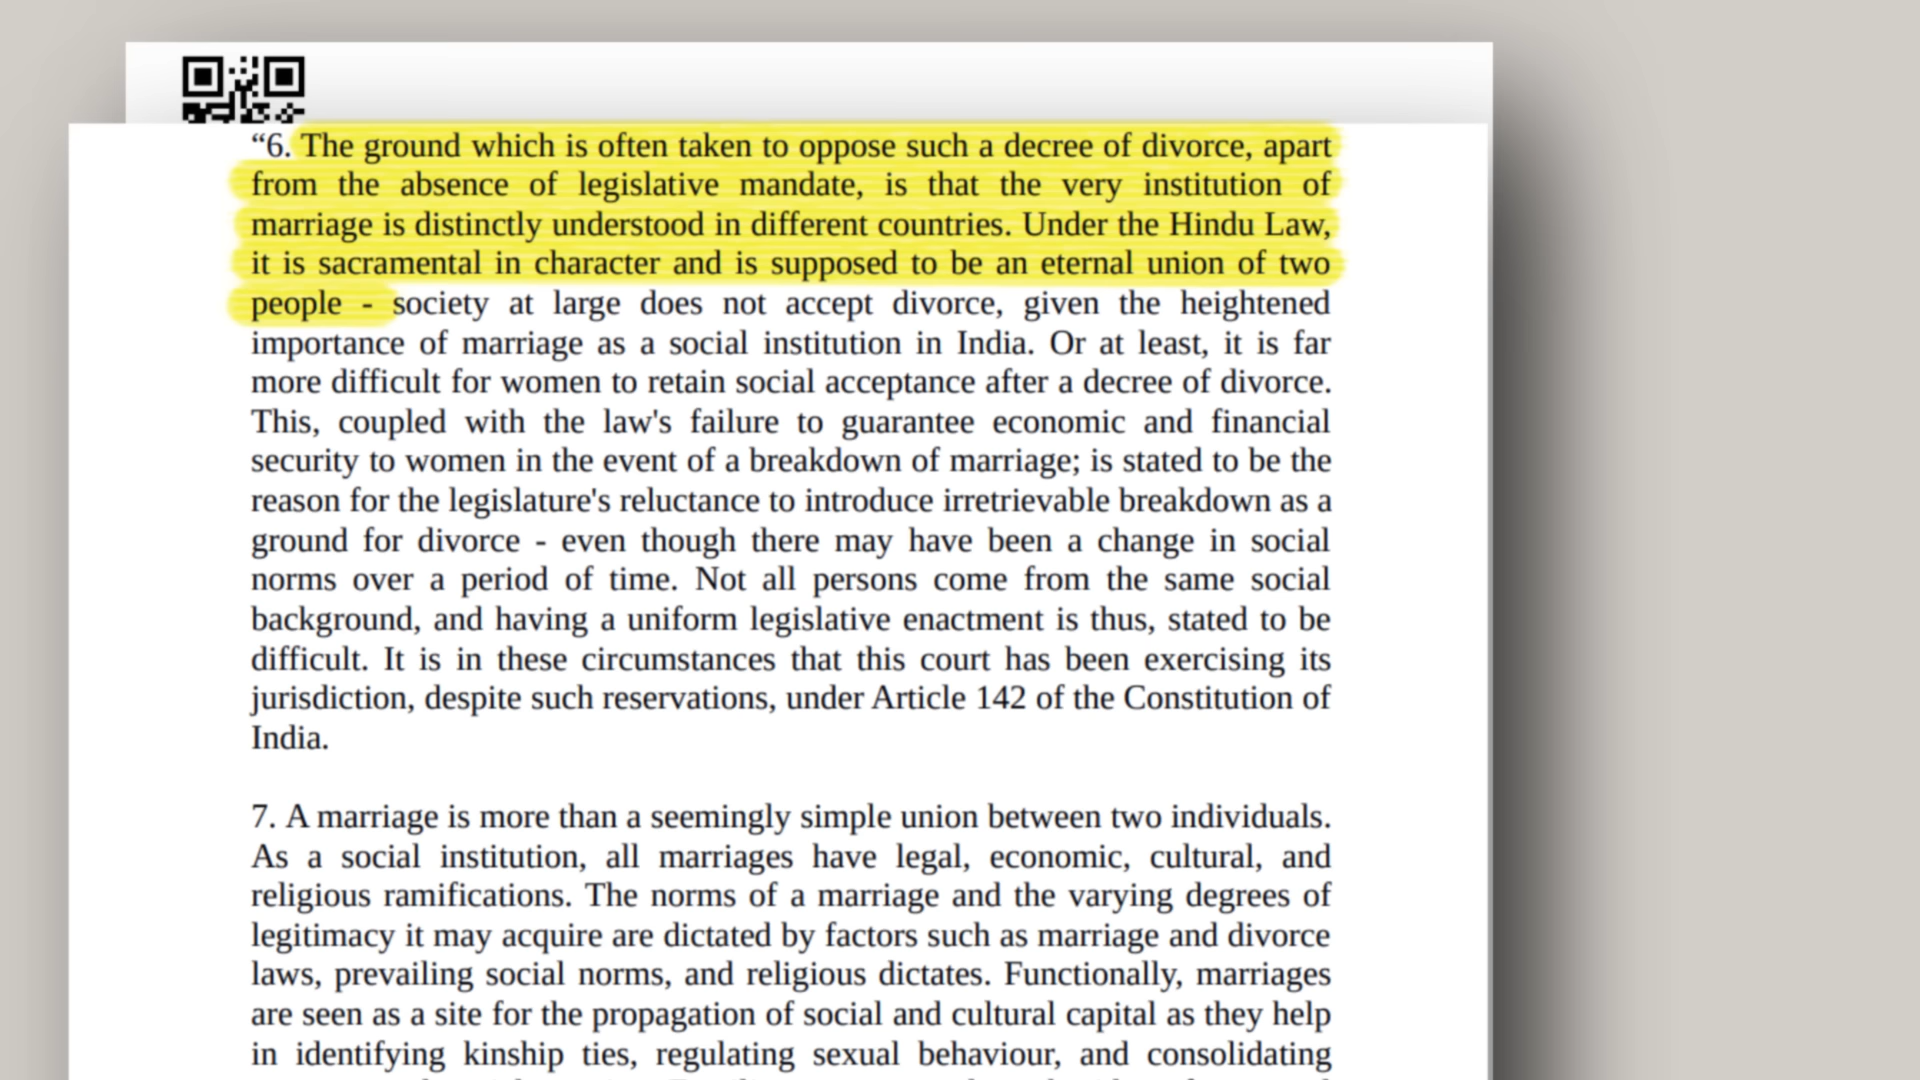 “6. The ground which is often taken to oppose such a decree of divorce, apart
from the absence of legislative mandate, is that the very institution of
marriage is distinctly understood in different countries. Under the Hindu Law,
it is sacramental in character and is supposed to be an eternal union of two
people - society at large does not accept divorce, given the heightened
importance of marriage as a social institution in India. Or at least, it is far
more difficult for women to retain social acceptance after a decree of divorce.
This, coupled with the law's failure to guarantee economic and financial
security to women in the event of a breakdown of marriage; is stated to be the
reason for the legislature's reluctance to introduce irretrievable breakdown as a
ground for divorce - even though there may have been a change in social
norms over a period of time. Not all persons come from the same social
background, and having a uniform legislative enactment is thus, stated to be
difficult. It is in these circumstances that this court has been exercising its
jurisdiction, despite such reservations, under Article 142 of the Constitution of
India.
7. A marriage is more than a seemingly simple union between two individuals.
As a social institution, all marriages have legal, economic, cultural, and
religious ramifications. The norms of a marriage and the varying degrees of
legitimacy it may acquire are dictated by factors such as marriage and divorce
laws, prevailing social norms, and religious dictates. Functionally, marriages
are seen as a site for the propagation of social and cultural capital as they help
in identifying kinship ties, regulating sexual behaviour, and consolidating